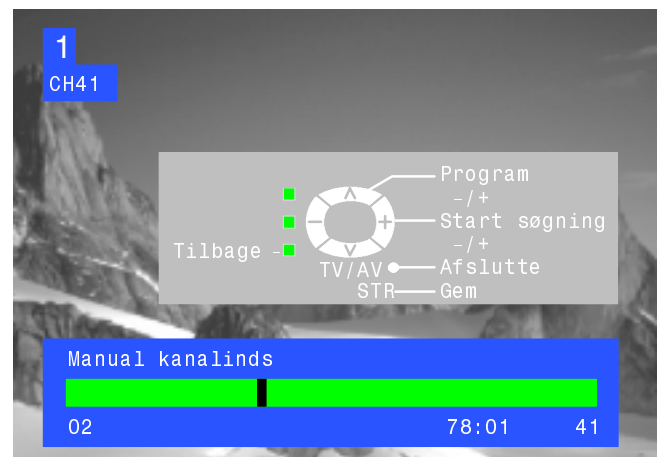 1
CH41
Program
-/+
Start søgning
-/+
Tilbage
Afslutte
TV/AV
STR
Gem
Manual kanalinds
02 78:01 41